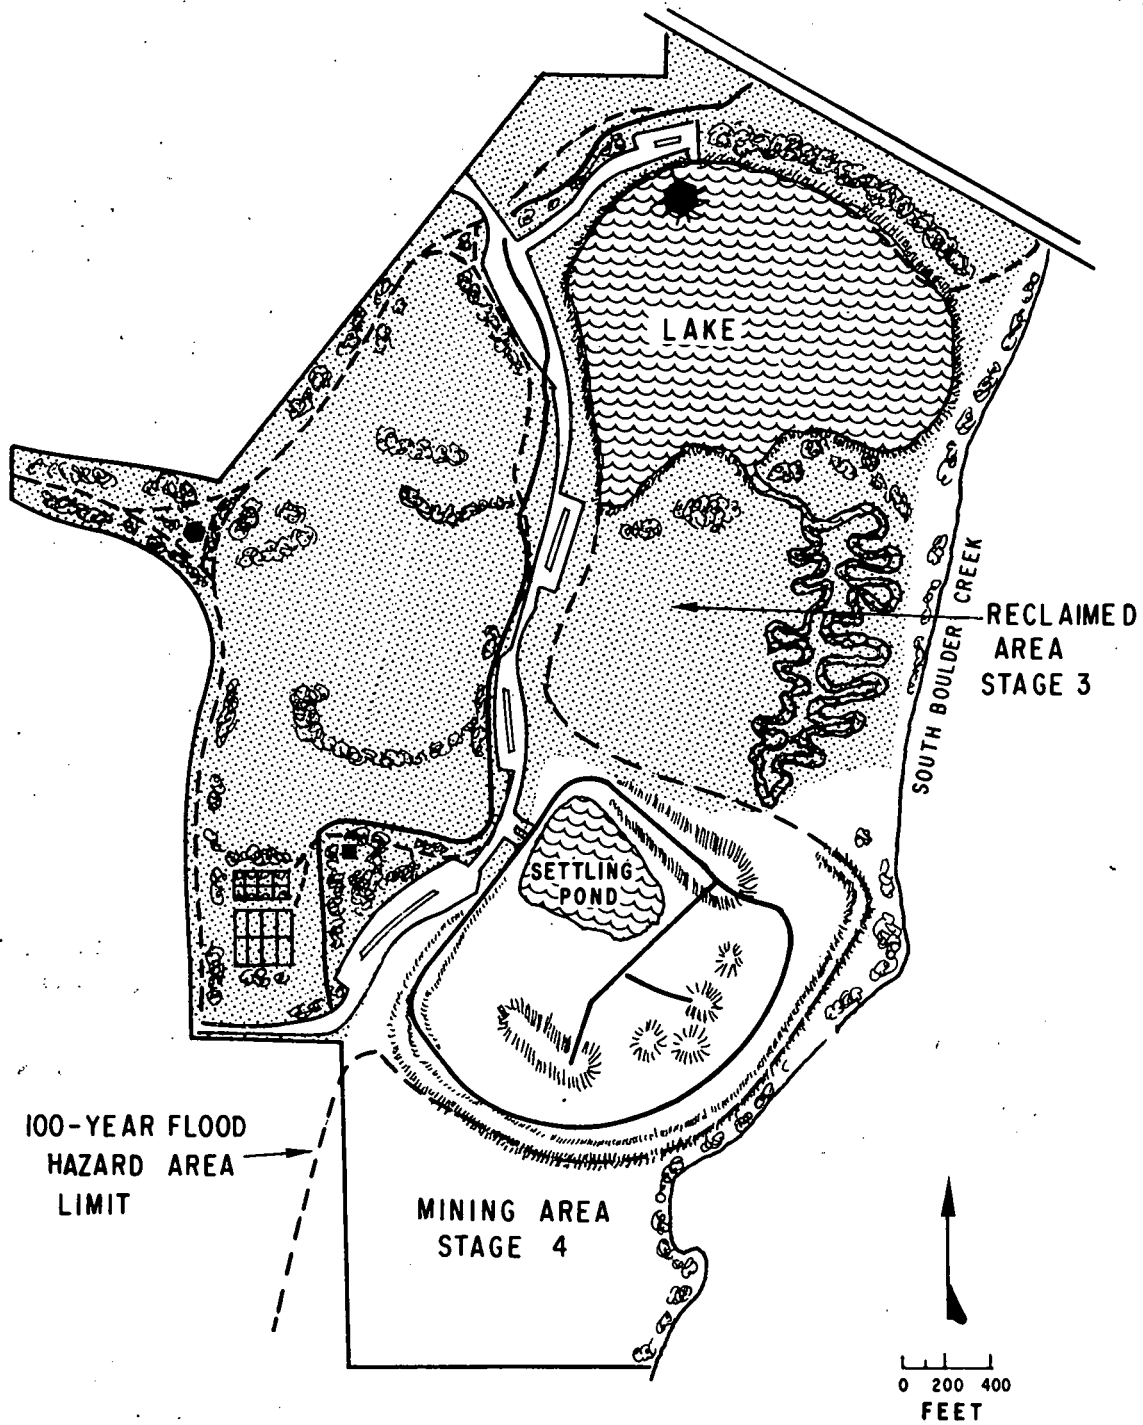 LAKE
RECLAIMED
AREA
STAGE 3
SOUTH BOULDER CREEK
SETTLING
POND
100-YEAR FLOOD
HAZARD AREA
LIMIT
MINING AREA
STAGE 4
0 200 400
FEET